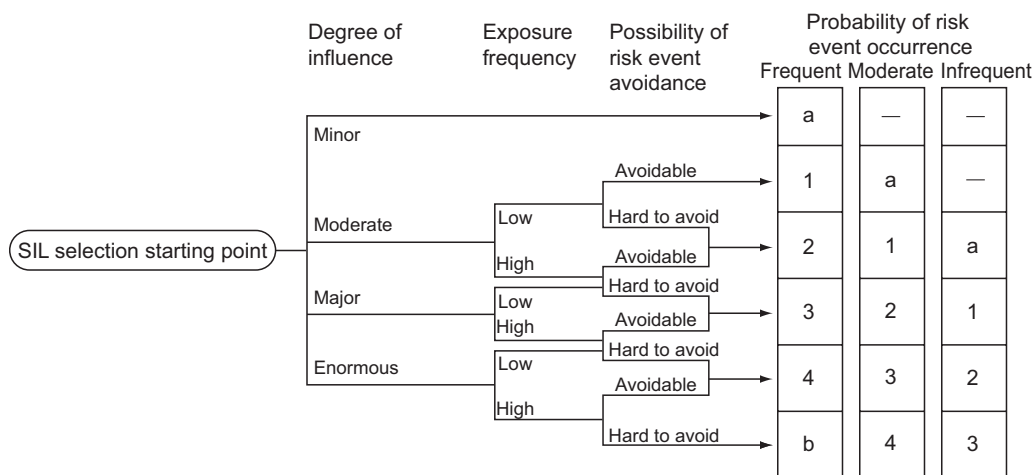 Degree of
influence
Exposure
frequency
Possibility of
risk event
avoidance
Probability of risk
event occurrence
Frequent Moderate Infrequent
SIL selection starting point
Minor
a — —
Avoidable
1 a —
Moderate
Low
Hard to avoid
High
Avoidable
2 1 a
Hard to avoid
Major
Low
High
Avoidable
3 2 1
Hard to avoid
Enormous
Low
Avoidable
4 3 2
High
Hard to avoid
b 4 3